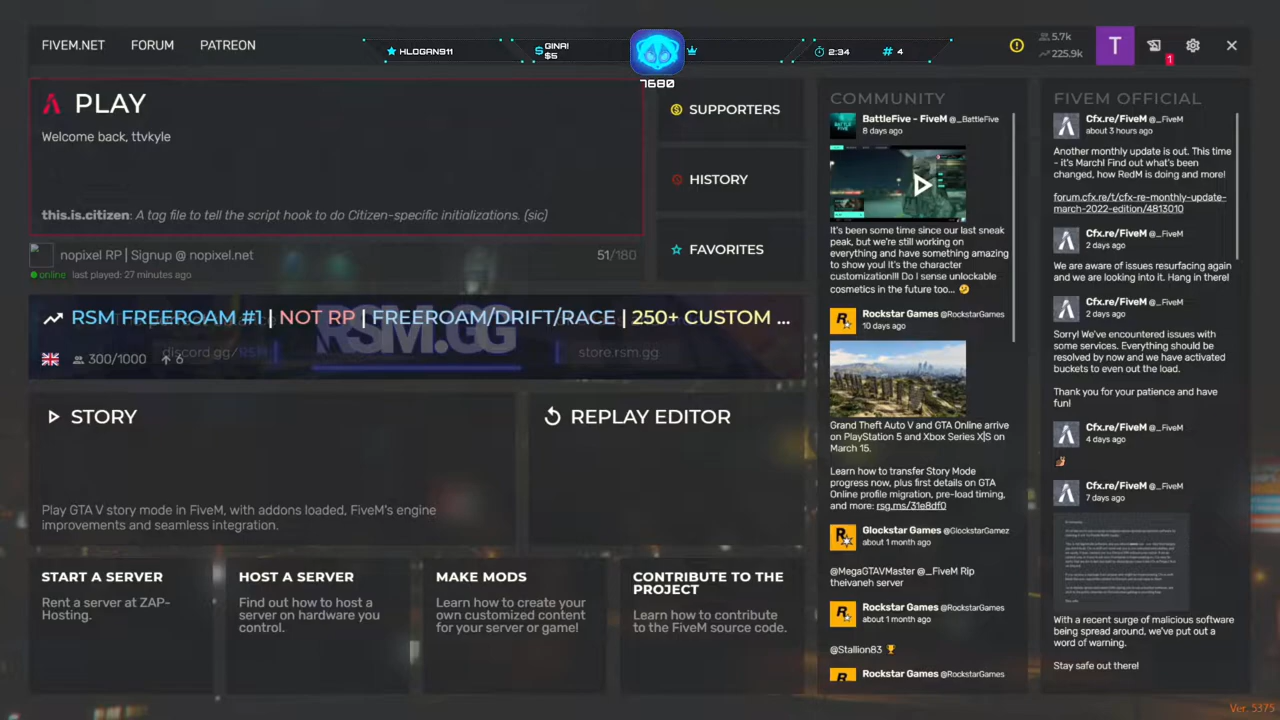 FIVEM.NET
FORUM
PATREON
HLOGAN911
GINA!
$5
7680
2:34
# 4
5.7k
225.9k
T
1
PLAY
Welcome back, ttvkyle
this.is.citizen: A tag file to tell the script hook to do Citizen-specific initializations. (sic)
SUPPORTERS
HISTORY
FAVORITES
nopixel RP | Signup @ nopixel.net
51/180
online last played: 27 minutes ago
RSM FREEROAM #1 | NOT RP | FREEROAM/DRIFT/RACE | 250+ CUSTOM ...
discord.gg/RSM
RSM.GG
store.rsm.gg
300/1000
6
STORY
Play GTA V story mode in FiveM, with addons loaded, FiveM's engine
improvements and seamless integration.
REPLAY EDITOR
START A SERVER
Rent a server at ZAP-
Hosting.
HOST A SERVER
Find out how to host a
server on hardware you
control.
MAKE MODS
Learn how to create your
own customized content
for your server or game!
CONTRIBUTE TO THE
PROJECT
Learn how to contribute
to the FiveM source code.
COMMUNITY
BattleFive - FiveM @_BattleFive
8 days ago
It's been some time since our last sneak
peak, but we're still working on
everything and have something amazing
to show you! It's the character
customization!!! Do I sense unlockable
cosmetics in the future too... 🤔
Rockstar Games @RockstarGames
10 days ago
Grand Theft Auto V and GTA Online arrive
on PlayStation 5 and Xbox Series X|S on
March 15.
Learn how to transfer Story Mode
progress now, plus first details on GTA
Online profile migration, pre-load timing,
and more: rsg.ms/31e8df0
Glockstar Games @GlockstarGamez
about 1 month ago
@MegaGTAVMaster @_FiveM Rip
theivaneh server
Rockstar Games @RockstarGames
about 1 month ago
@Stallion83 🏆
Rockstar Games @RockstarGames
FIVEM OFFICIAL
Cfx.re/FiveM @_FiveM
about 3 hours ago
Another monthly update is out. This time
- it's March! Find out what's been
changed, how RedM is doing and more!
forum.cfx.re/t/cfx-re-monthly-update-
march-2022-edition/4813010
Cfx.re/FiveM @_FiveM
2 days ago
We are aware of issues resurfacing again
and we are looking into it. Hang in there!
Cfx.re/FiveM @_FiveM
2 days ago
Sorry! We've encountered issues with
some services. Everything should be
resolved by now and we have activated
buckets to even out the load.
Thank you for your patience and have
fun!
Cfx.re/FiveM @_FiveM
4 days ago
Cfx.re/FiveM @_FiveM
7 days ago
With a recent surge of malicious software
being spread around, we've put out a
word of warning.
Stay safe out there!
Ver. 5375